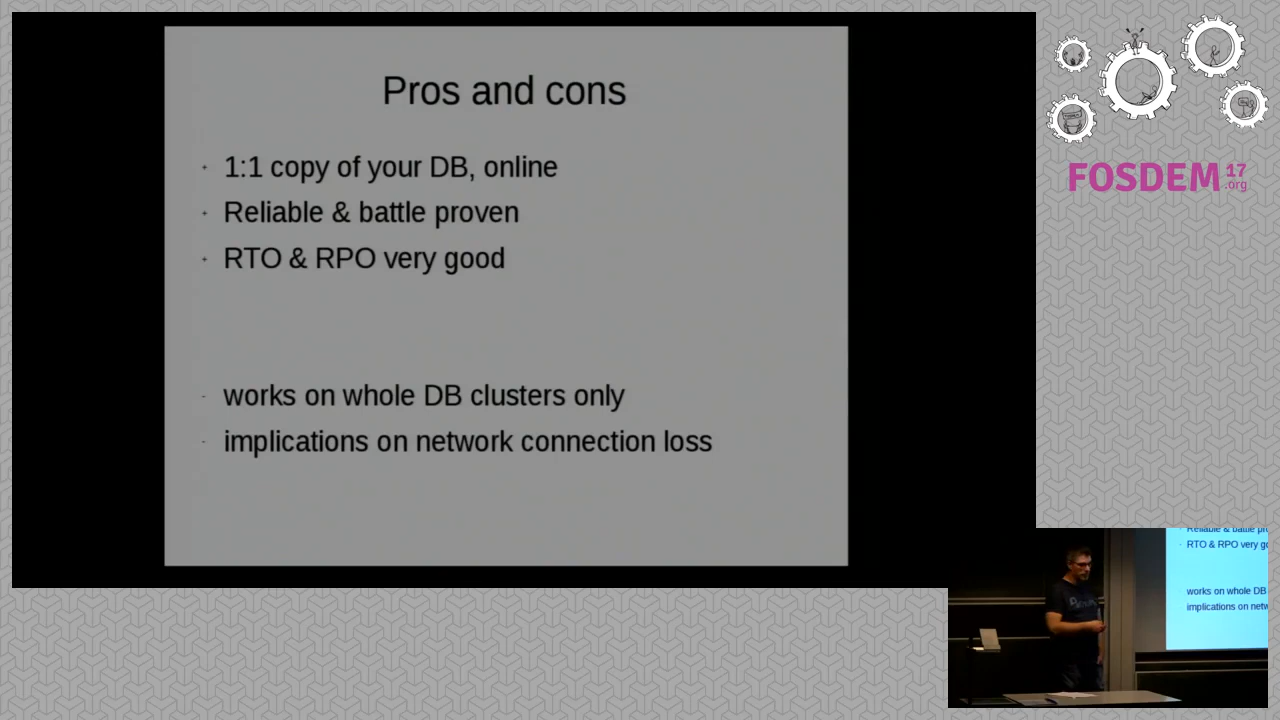 Pros and cons
+ 1:1 copy of your DB, online
+ Reliable & battle proven
+ RTO & RPO very good
- works on whole DB clusters only
- implications on network connection loss
FOSDEM 17
.org
Reliable & battle pro
RTO & RPO very go
works on whole DB
implications on netw